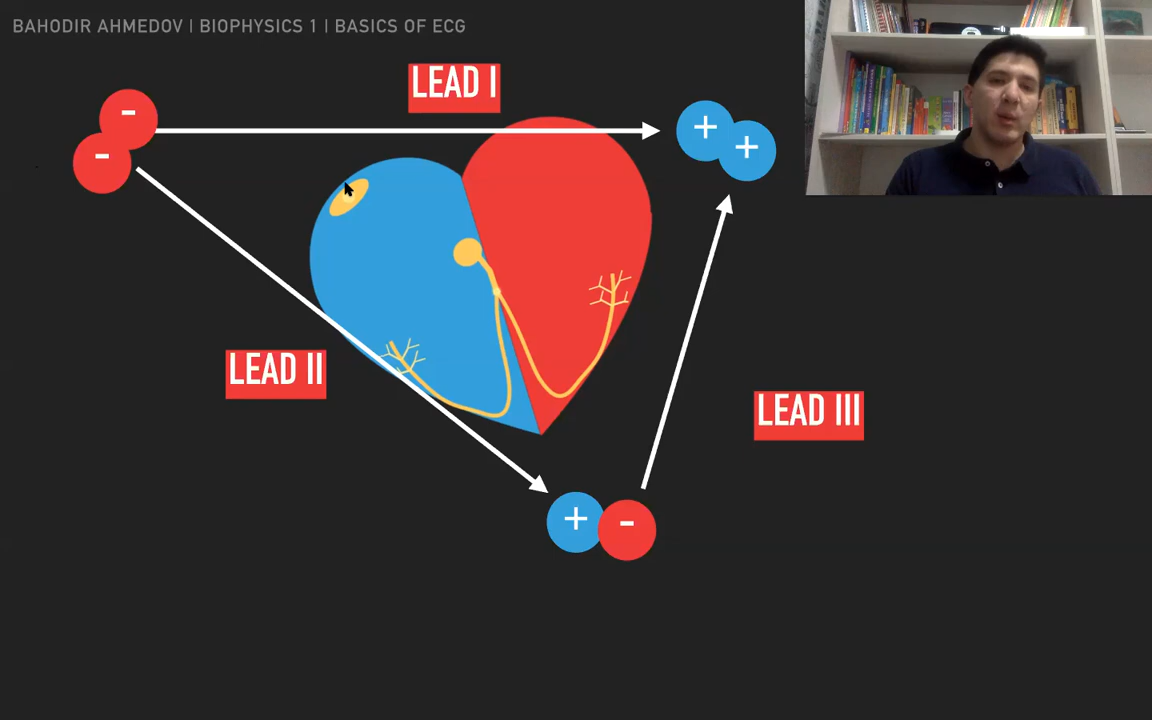 BAHODIR AHMEDOV | BIOPHYSICS 1 | BASICS OF ECG
LEAD I
-
-
+
+
LEAD II
LEAD III
+
-